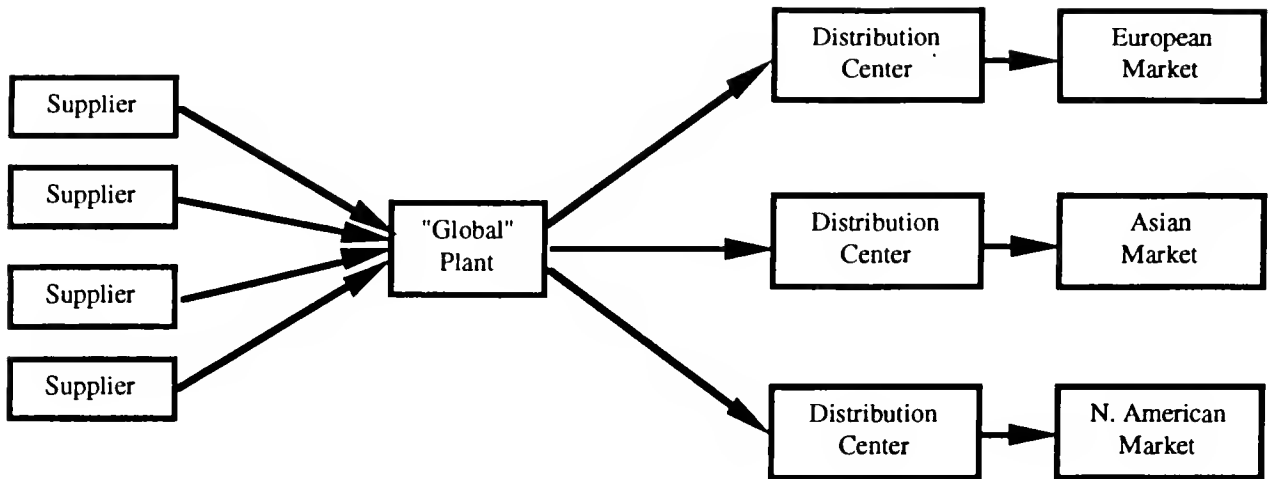 Supplier
Supplier
Supplier
Supplier
"Global"
Plant
Distribution
Center
European
Market
Distribution
Center
Asian
Market
Distribution
Center
N. American
Market